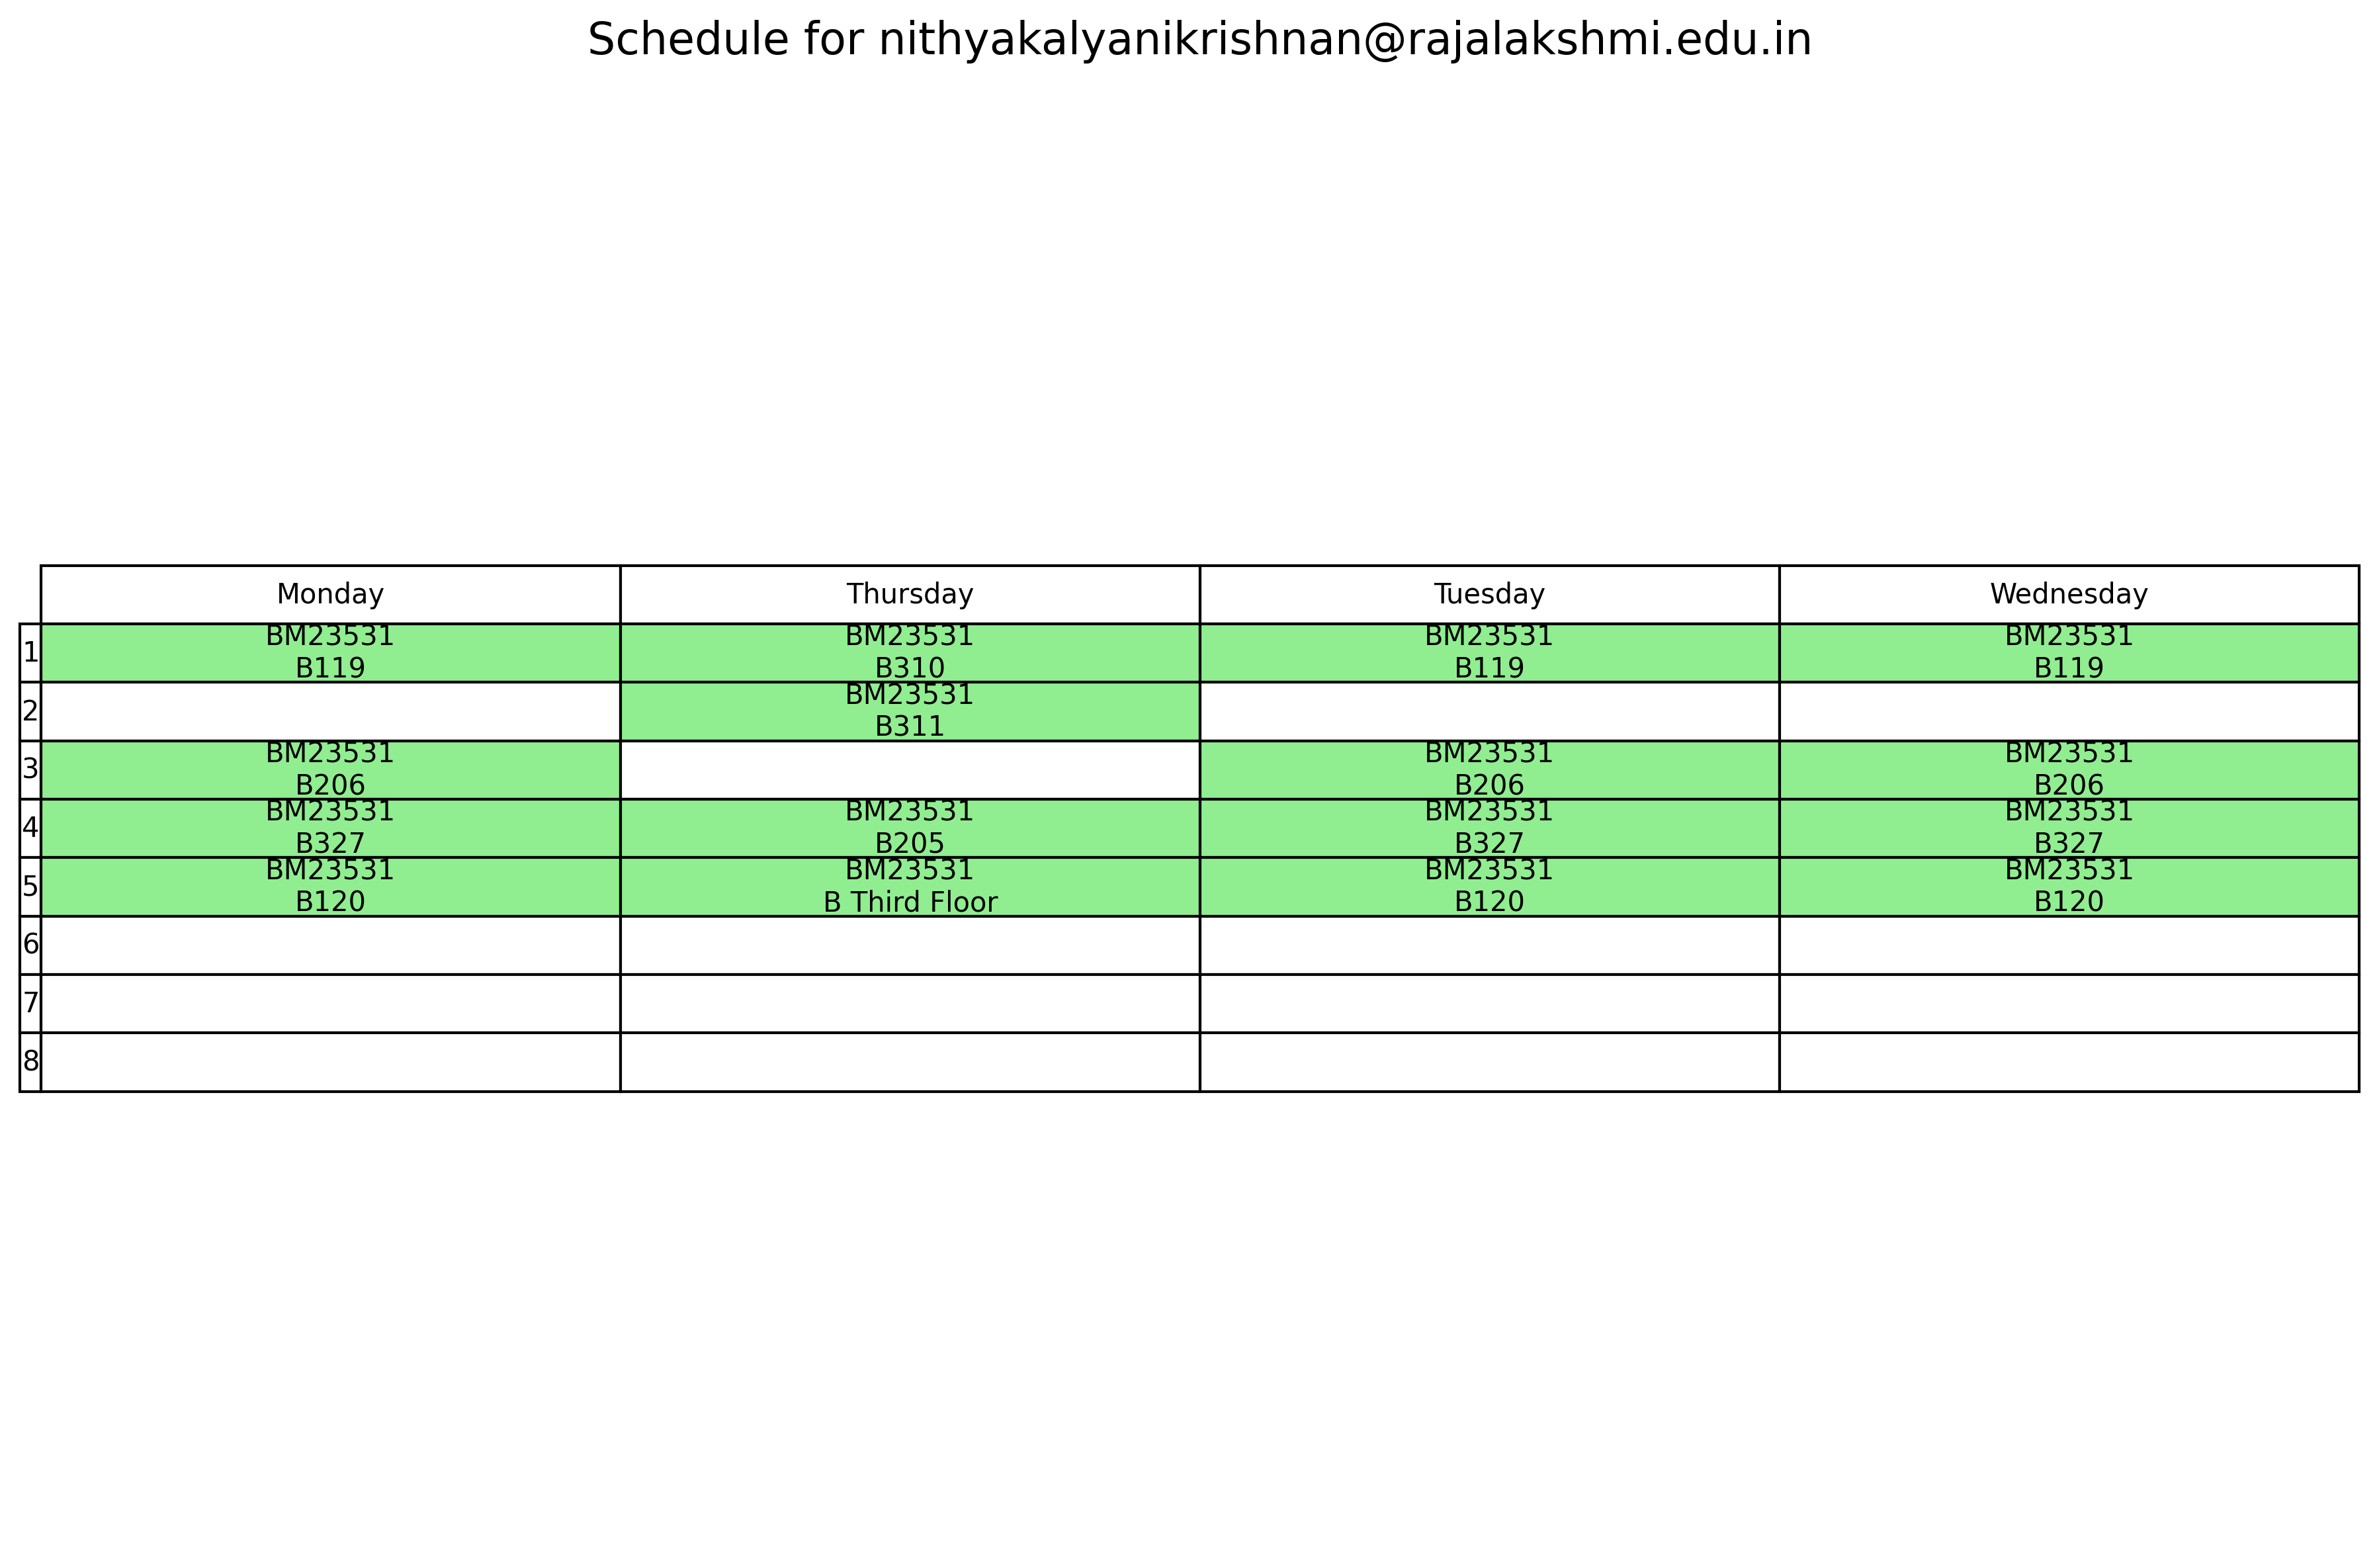 Schedule for nithyakalyanikrishnan@rajalakshmi.edu.in
Monday Thursday Tuesday Wednesday
1 BM23531 BM23531 BM23531 BM23531
B119 B310 B119 B119
2 BM23531
B311
3 BM23531 BM23531 BM23531
B206 B206 B206
4 BM23531 BM23531 BM23531 BM23531
B327 B205 B327 B327
5 BM23531 BM23531 BM23531 BM23531
B120 B Third Floor B120 B120
6
7
8